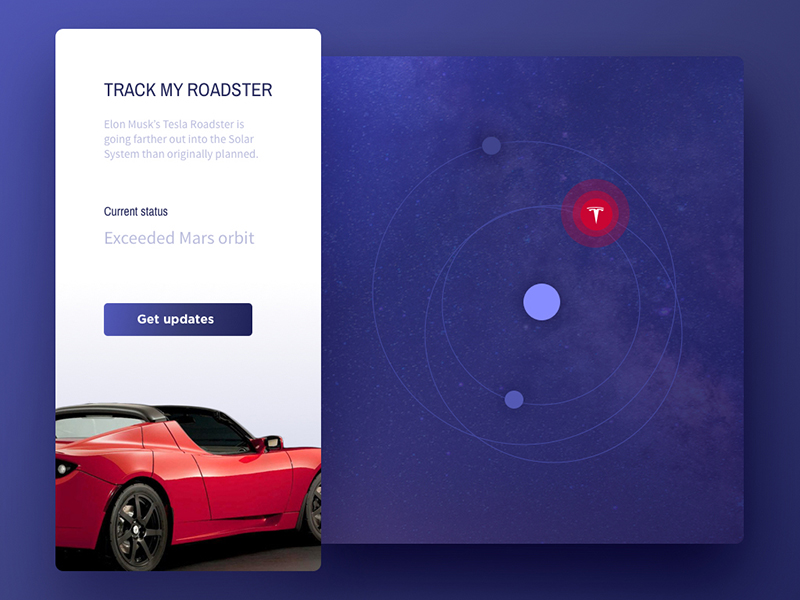 TRACK MY ROADSTER
Elon Musk’s Tesla Roadster is
going farther out into the Solar
System than originally planned.
Current status
Exceeded Mars orbit
Get updates